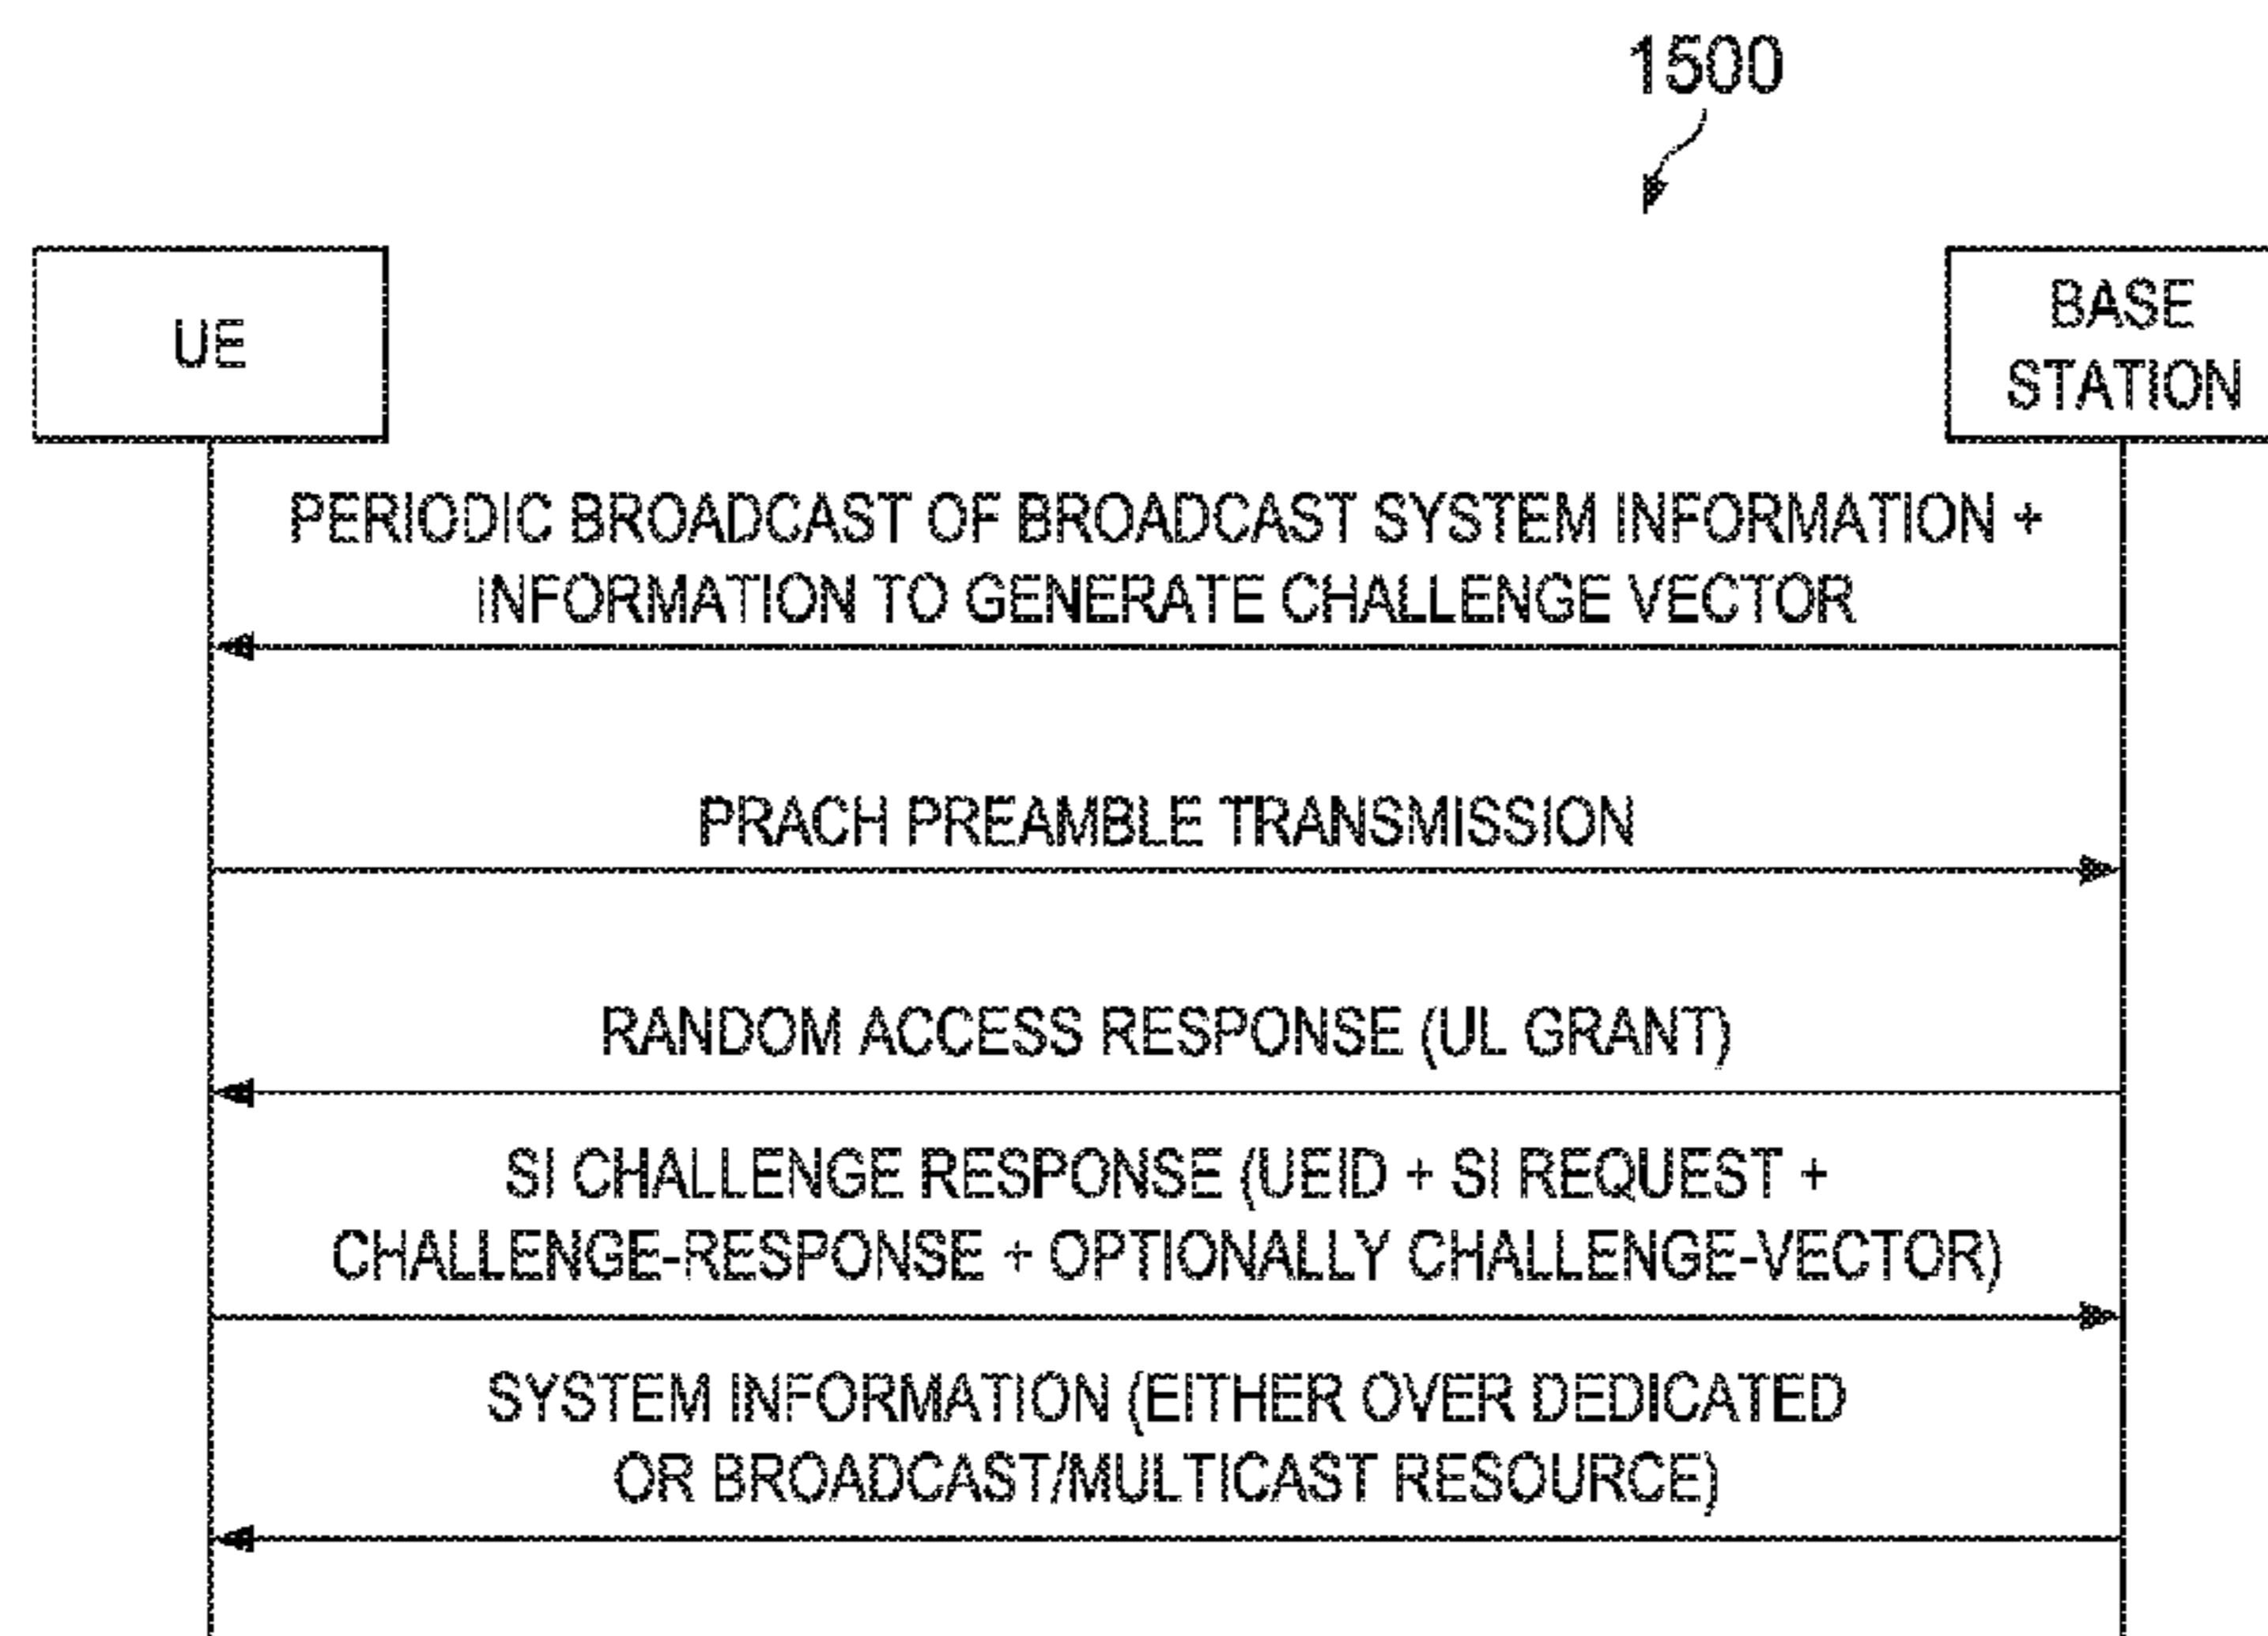 1500
UE
BASE
STATION
PERIODIC BROADCAST OF BROADCAST SYSTEM INFORMATION +
INFORMATION TO GENERATE CHALLENGE VECTOR
PRACH PREAMBLE TRANSMISSION
RANDOM ACCESS RESPONSE (UL GRANT)
SI CHALLENGE RESPONSE (UEID + SI REQUEST +
CHALLENGE-RESPONSE + OPTIONALLY CHALLENGE-VECTOR)
SYSTEM INFORMATION (EITHER OVER DEDICATED
OR BROADCAST/MULTICAST RESOURCE)